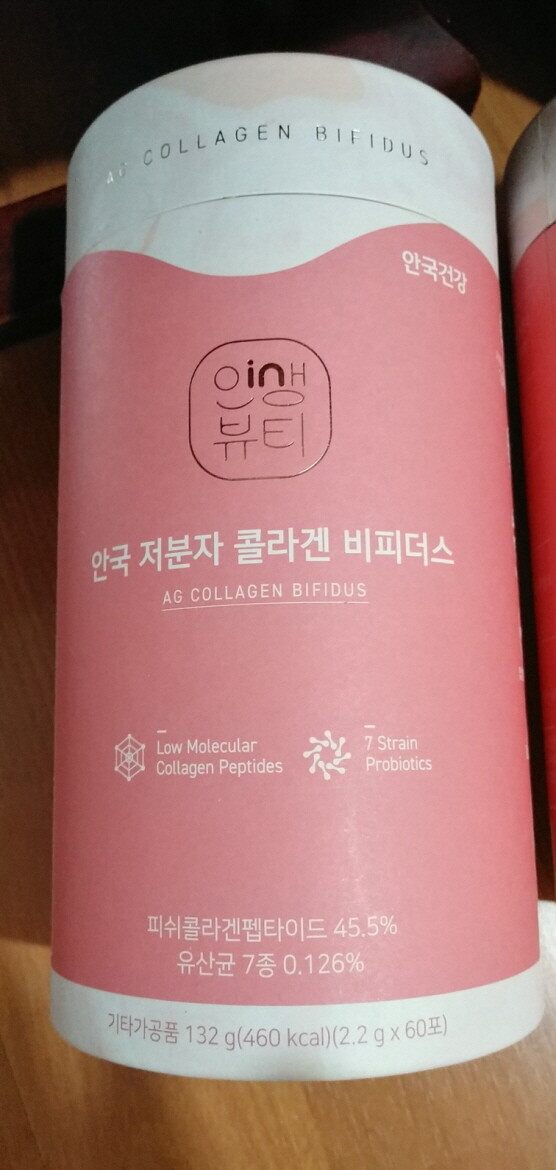 AG COLLAGEN BIFIDUS
안국건강
인in생
뷰티
안국 저분자 콜라겐 비피더스
AG COLLAGEN BIFIDUS
Low Molecular
Collagen Peptides
7 Strain
Probiotics
피쉬콜라겐펩타이드 45.5%
유산균 7종 0.126%
기타가공품 132 g(460 kcal)(2.2 g x 60포)